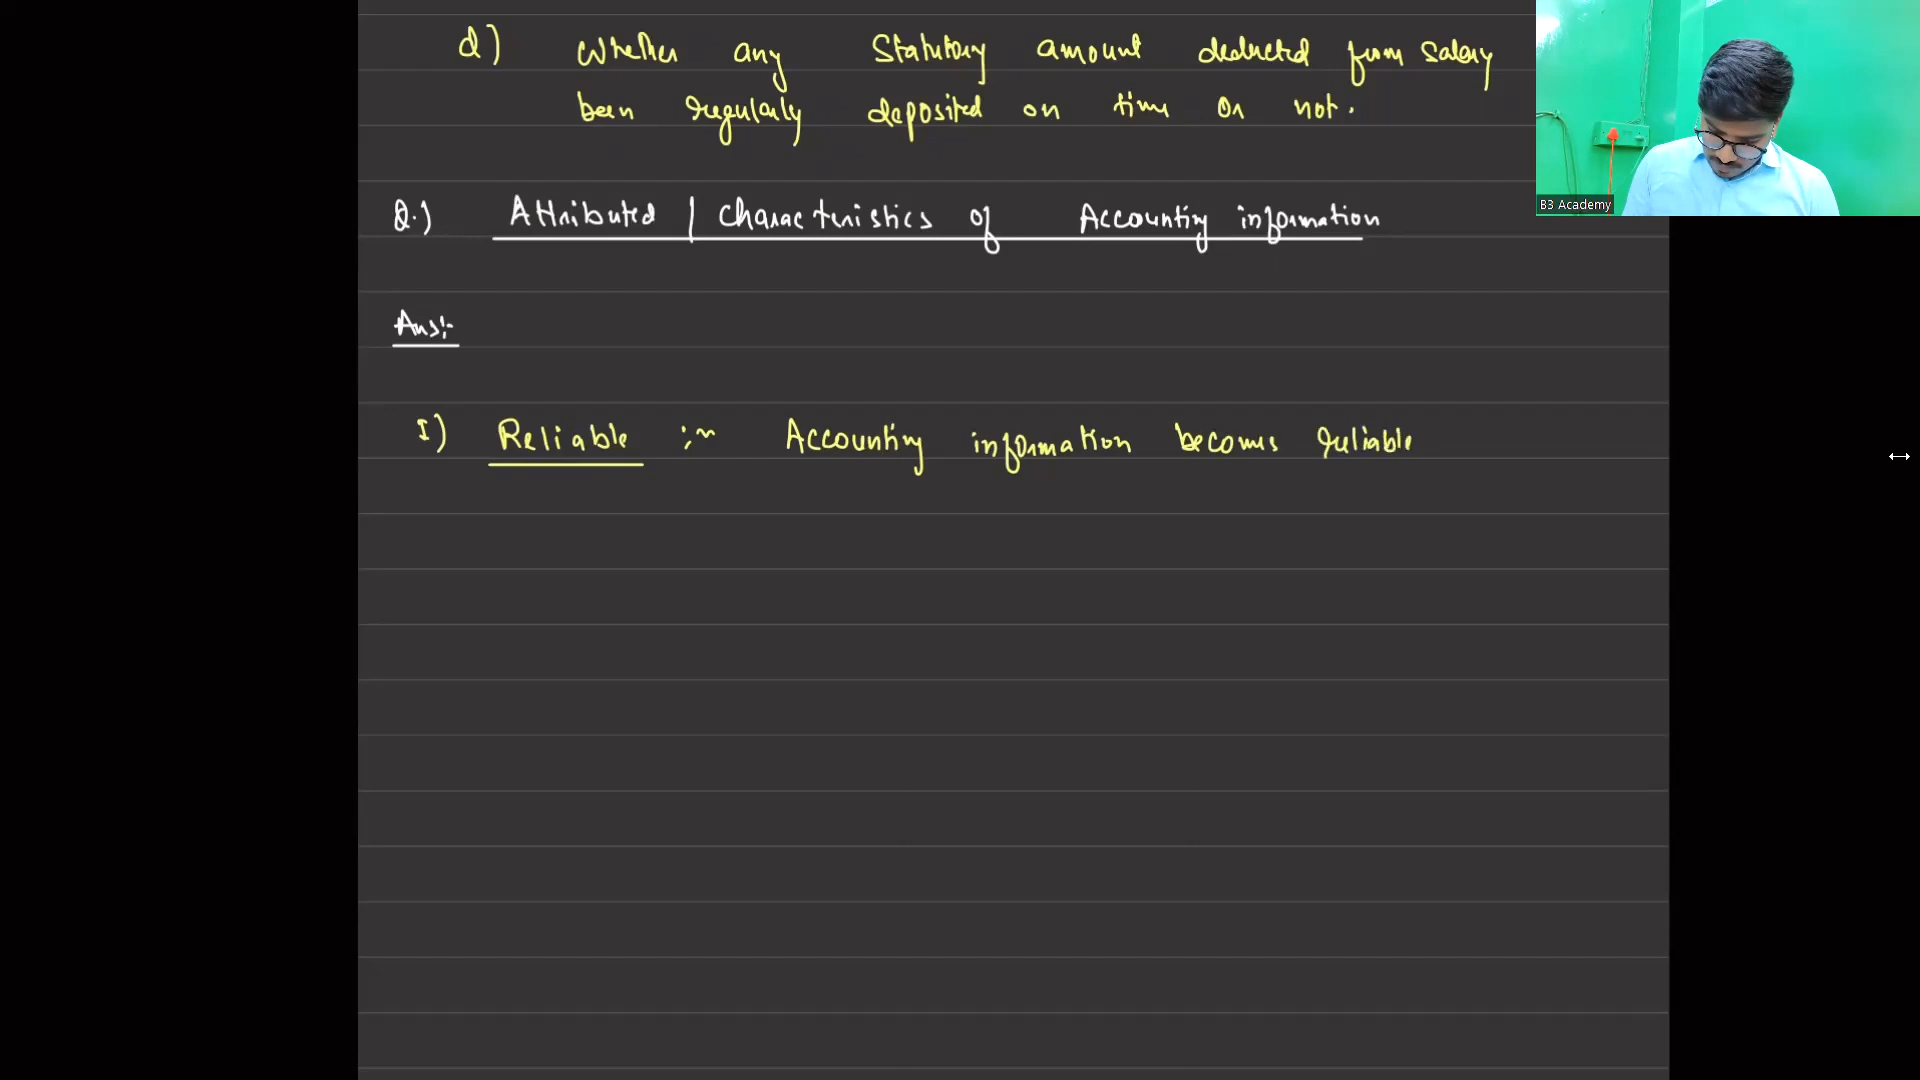 d) Whether any Statutory amount deducted from salary
been regularly deposited on time or not.
B3 Academy
Q.) Attributed / Characteristics of Accounting information
Ans:-
I) Reliable :- Accounting information becomes reliable